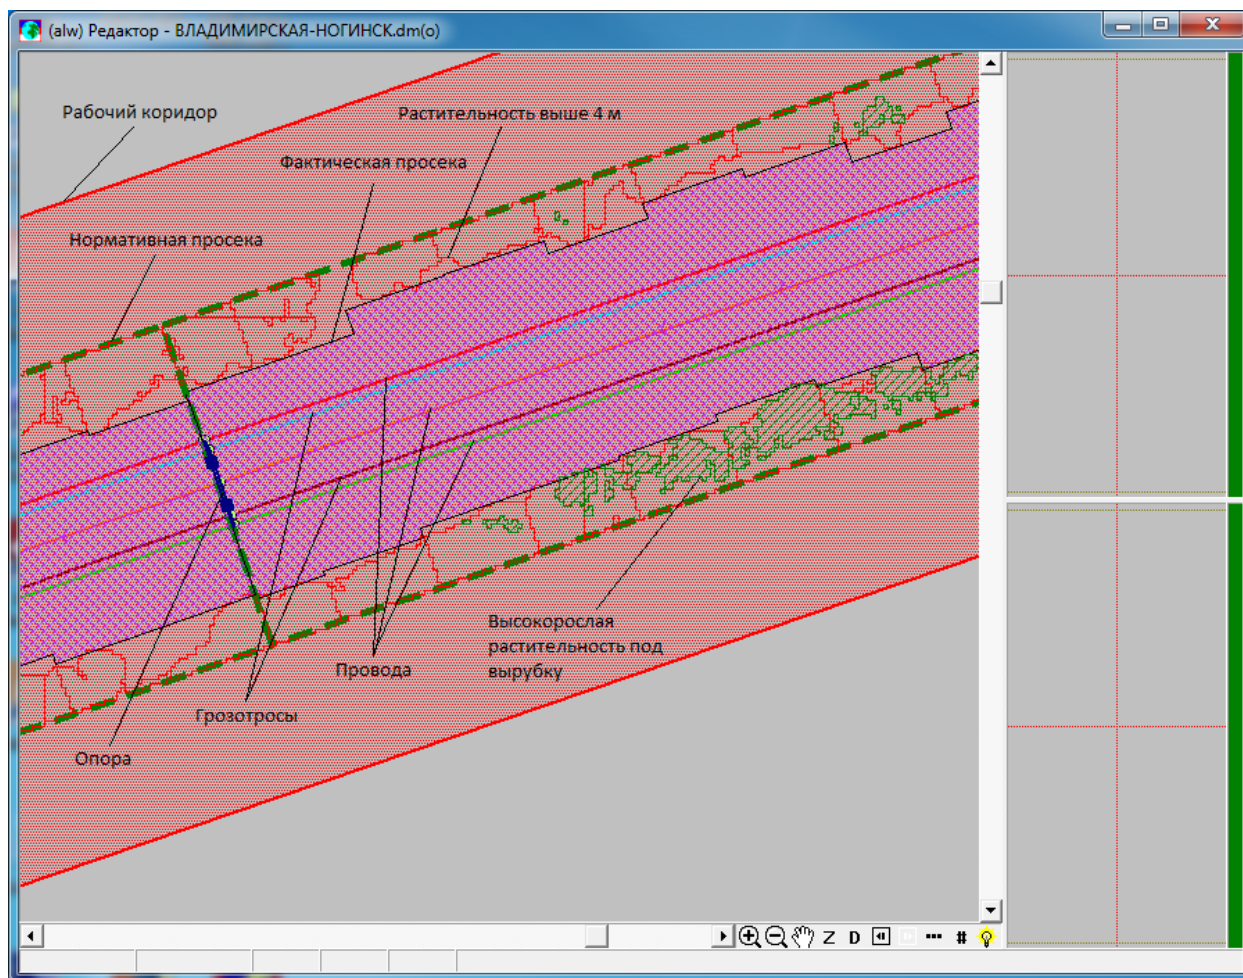 (alw) Редактор - ВЛАДИМИРСКАЯ-НОГИНСК.dm(o)
Рабочий коридор
Растительность выше 4 м
Фактическая просека
Нормативная просека
Высокорослая
растительность под
вырубку
Провода
Грозотросы
Опора
Z D #